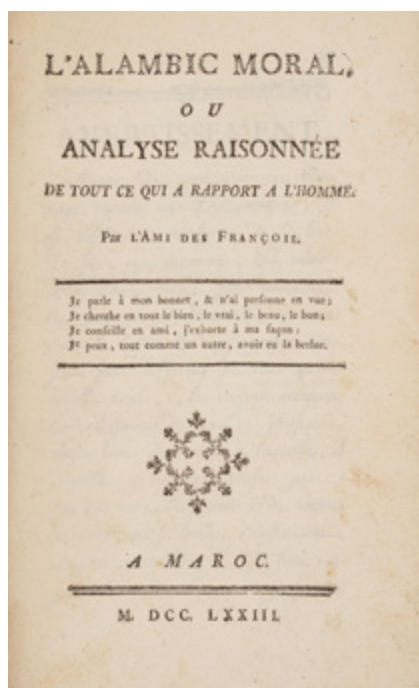 L'ALAMBIC MORAL,
OU
ANALYSE RAISONNÉE
DE TOUT CE QUI A RAPPORT A L'HOMME.
Par L'AMI DES FRANÇOIS.
Je parle à mon bonnet, & n'ai personne en vue;
Je cherche en tout le bien, le vrai, le beau, le bon;
Je conseille en ami, j'exhorte à ma façon:
Je peux, tout comme un autre, avoir eu la berlue.
A MAROC.
M. DCC. LXXIII.